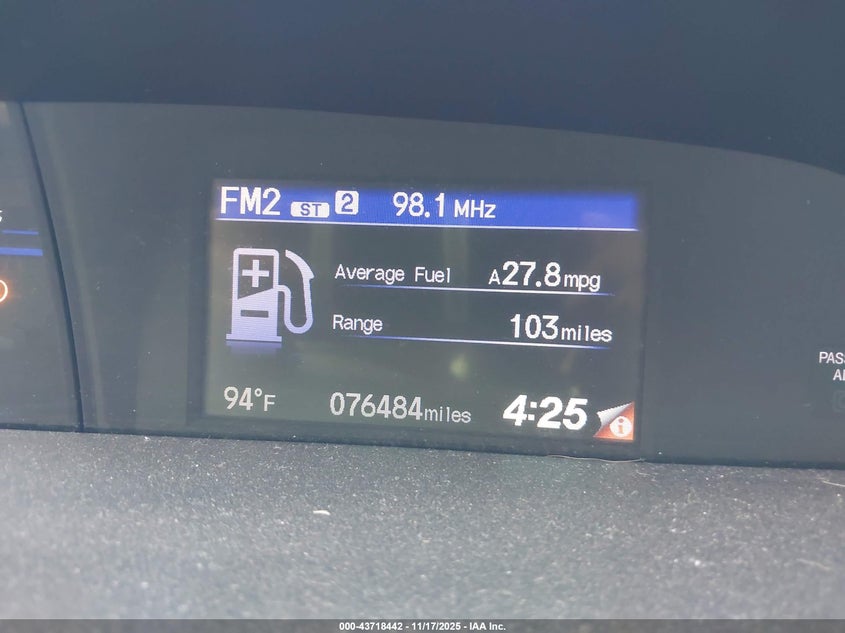 FM2 ST 2 98.1 MHz
Average Fuel A27.8mpg
Range 103miles
94°F 076484miles 4:25
000-43718442 - 11/17/2025 - IAA Inc.